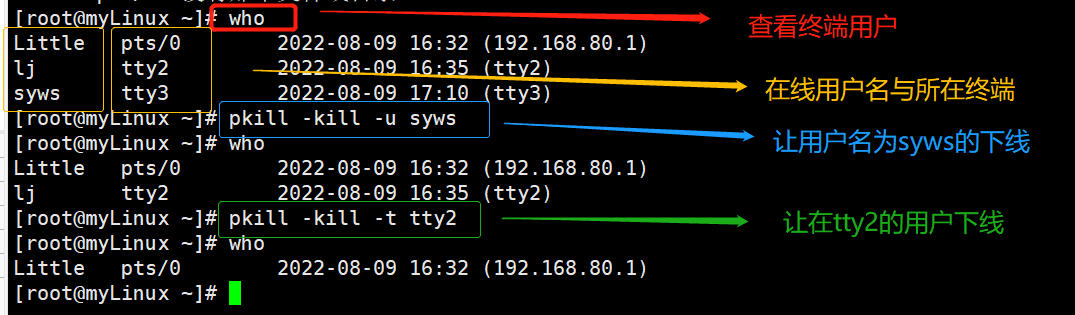 [root@myLinux ~]# who
查看终端用户
Little pts/0 2022-08-09 16:32 (192.168.80.1)
lj tty2 2022-08-09 16:35 (tty2)
在线用户名与所在终端
syws tty3 2022-08-09 17:10 (tty3)
[root@myLinux ~]# pkill -kill -u syws
让用户名为syws的下线
[root@myLinux ~]# who
Little pts/0 2022-08-09 16:32 (192.168.80.1)
lj tty2 2022-08-09 16:35 (tty2)
[root@myLinux ~]# pkill -kill -t tty2
让在tty2的用户下线
[root@myLinux ~]# who
Little pts/0 2022-08-09 16:32 (192.168.80.1)
[root@myLinux ~]#